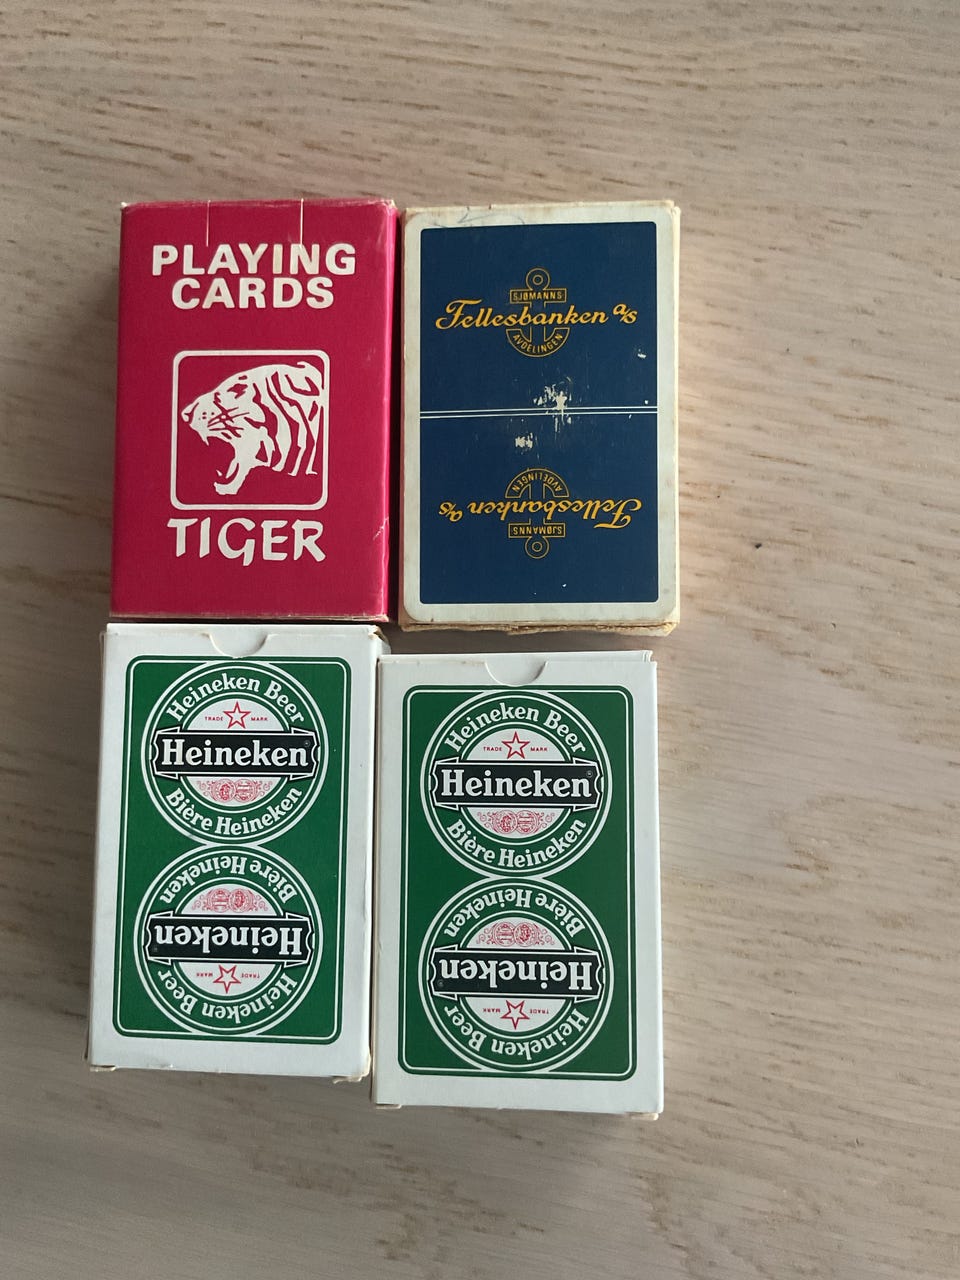 PLAYING
CARDS
TIGER
SJØMANNS
Fellesbanken a/s
AVDELINGEN
AVDELINGEN
Fellesbanken a/s
SJØMANNS
Heineken Beer
TRADE MARK
Heineken®
Bière Heineken
Bière Heineken
Heineken®
TRADE MARK
Heineken Beer
Heineken Beer
TRADE MARK
Heineken®
Bière Heineken
Bière Heineken
Heineken®
TRADE MARK
Heineken Beer